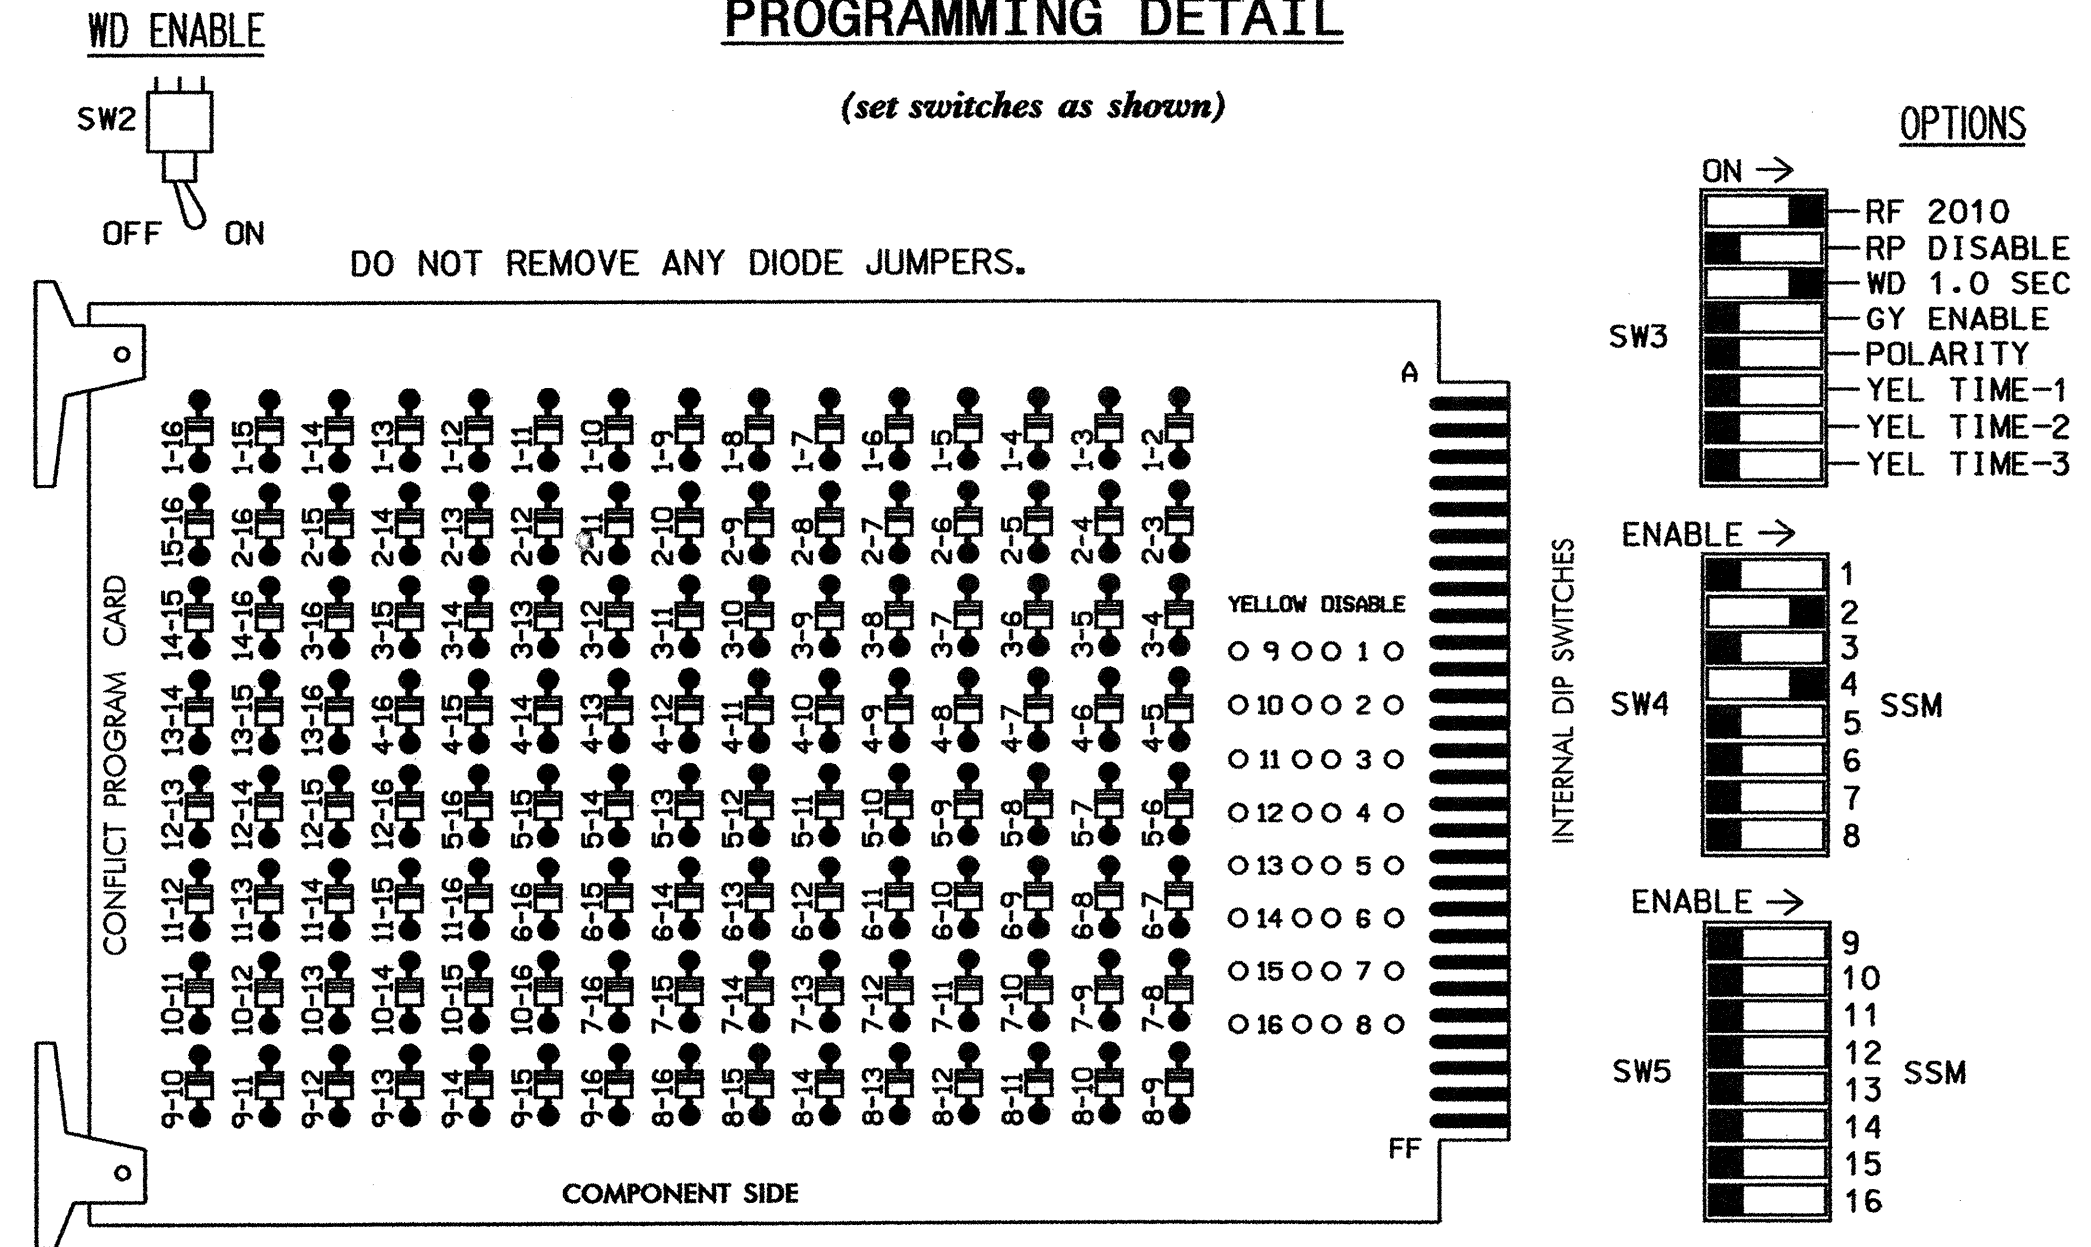 PROGRAMMING DETAIL
(set switches as shown)
WD ENABLE
SW2
OFF ON
DO NOT REMOVE ANY DIODE JUMPERS.
CONFLICT PROGRAM CARD
1-16 1-15 1-14 1-13 1-12 1-11 1-10 1-9 1-8 1-7 1-6 1-5 1-4 1-3 1-2
15-16 2-16 2-15 2-14 2-13 2-12 2-11 2-10 2-9 2-8 2-7 2-6 2-5 2-4 2-3
14-15 14-16 3-16 3-15 3-14 3-13 3-12 3-11 3-10 3-9 3-8 3-7 3-6 3-5 3-4
13-14 13-15 13-16 4-16 4-15 4-14 4-13 4-12 4-11 4-10 4-9 4-8 4-7 4-6 4-5
12-13 12-14 12-15 12-16 5-16 5-15 5-14 5-13 5-12 5-11 5-10 5-9 5-8 5-7 5-6
11-12 11-13 11-14 11-15 11-16 6-16 6-15 6-14 6-13 6-12 6-11 6-10 6-9 6-8 6-7
10-11 10-12 10-13 10-14 10-15 10-16 7-16 7-15 7-14 7-13 7-12 7-11 7-10 7-9 7-8
9-10 9-11 9-12 9-13 9-14 9-15 9-16 8-16 8-15 8-14 8-13 8-12 8-11 8-10 8-9
COMPONENT SIDE
A
YELLOW DISABLE
9 1
10 2
11 3
12 4
13 5
14 6
15 7
16 8
FF
INTERNAL DIP SWITCHES
OPTIONS
ON →
SW3
RF 2010
RP DISABLE
WD 1.0 SEC
GY ENABLE
POLARITY
YEL TIME-1
YEL TIME-2
YEL TIME-3
ENABLE →
SW4
1
2
3
4
5
6
7
8
SSM
ENABLE →
SW5
9
10
11
12
13
14
15
16
SSM